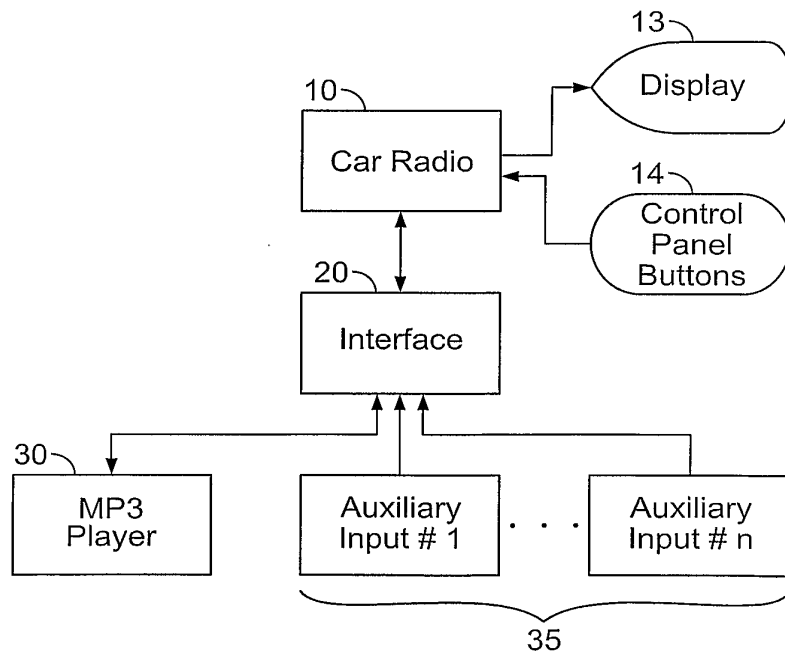 13
Display
10
Car Radio
14
Control
Panel
Buttons
20
Interface
30
MP3
Player
Auxiliary
Input # 1
. . .
Auxiliary
Input # n
35